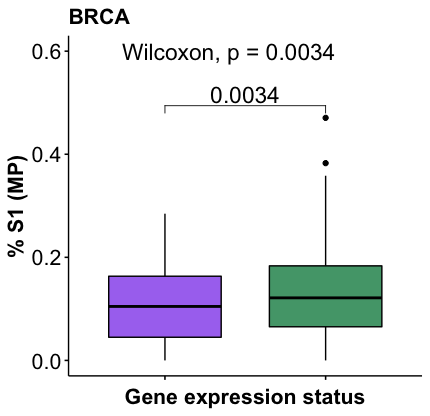 BRCA
Wilcoxon, p = 0.0034
0.0034
0.6
0.4
0.2
0.0
% S1 (MP)
Gene expression status